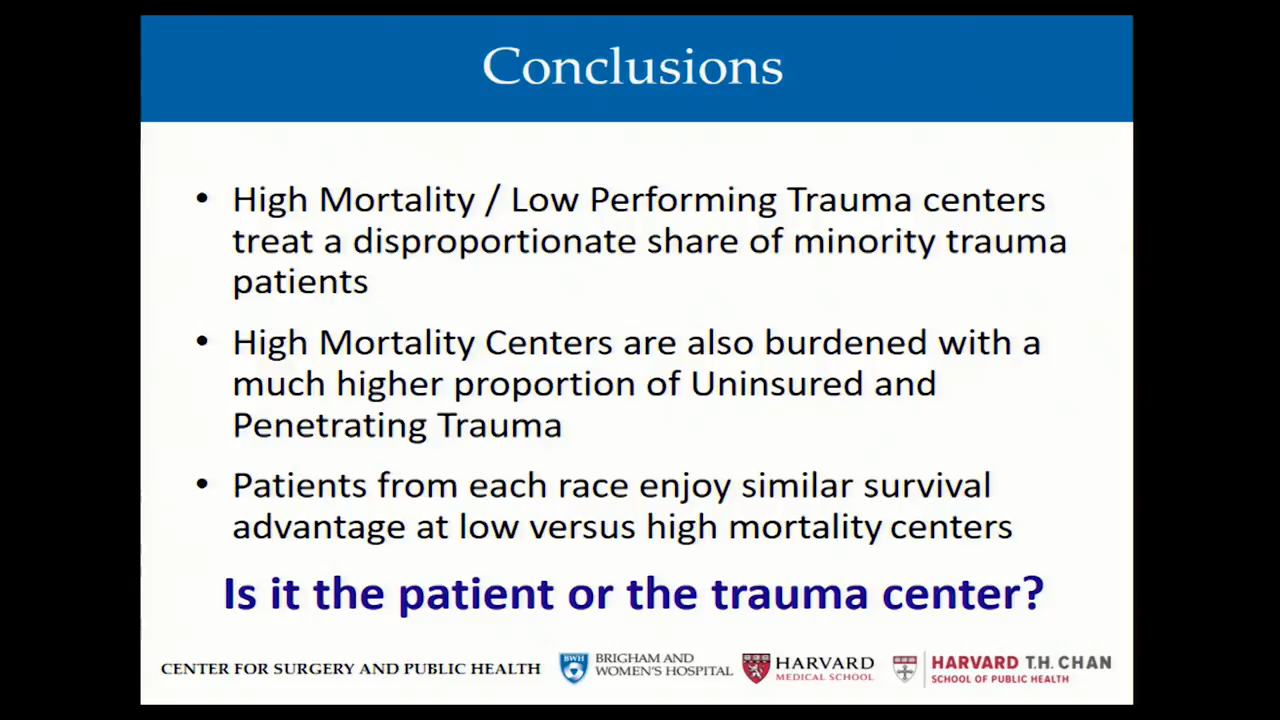 Conclusions
• High Mortality / Low Performing Trauma centers
treat a disproportionate share of minority trauma
patients
• High Mortality Centers are also burdened with a
much higher proportion of Uninsured and
Penetrating Trauma
• Patients from each race enjoy similar survival
advantage at low versus high mortality centers
Is it the patient or the trauma center?
CENTER FOR SURGERY AND PUBLIC HEALTH
BWH
BRIGHAM AND
WOMEN'S HOSPITAL
HARVARD
MEDICAL SCHOOL
HARVARD T.H. CHAN
SCHOOL OF PUBLIC HEALTH